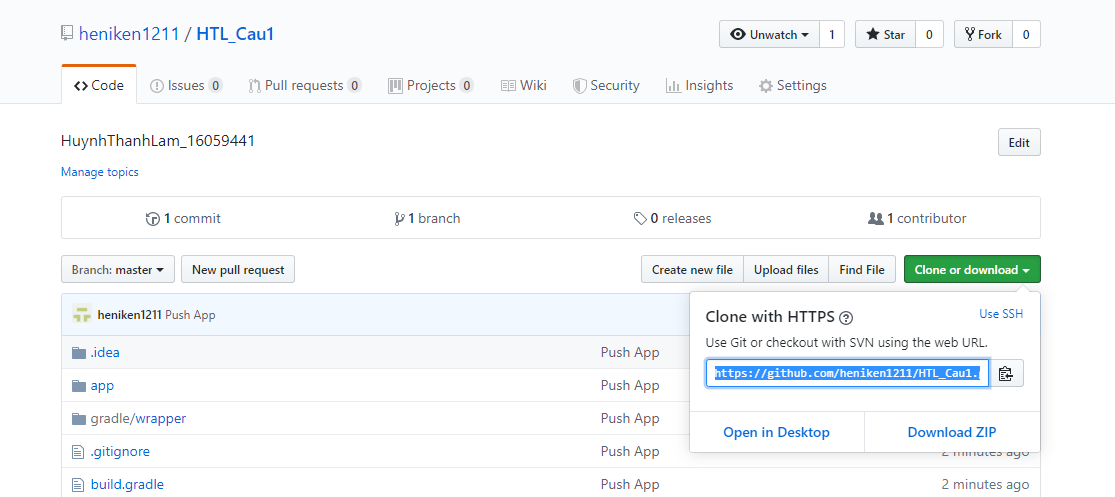 heniken1211 / HTL_Cau1
Unwatch 1
Star 0
Fork 0
Code
Issues 0
Pull requests 0
Projects 0
Wiki
Security
Insights
Settings
HuynhThanhLam_16059441
Edit
Manage topics
1 commit
1 branch
0 releases
1 contributor
Branch: master
New pull request
Create new file
Upload files
Find File
Clone or download
heniken1211 Push App
Clone with HTTPS ?
Use SSH
Use Git or checkout with SVN using the web URL.
https://github.com/heniken1211/HTL_Cau1.
Open in Desktop
Download ZIP
.idea Push App
app Push App
gradle/wrapper Push App
.gitignore Push App 2 minutes ago
build.gradle Push App 2 minutes ago